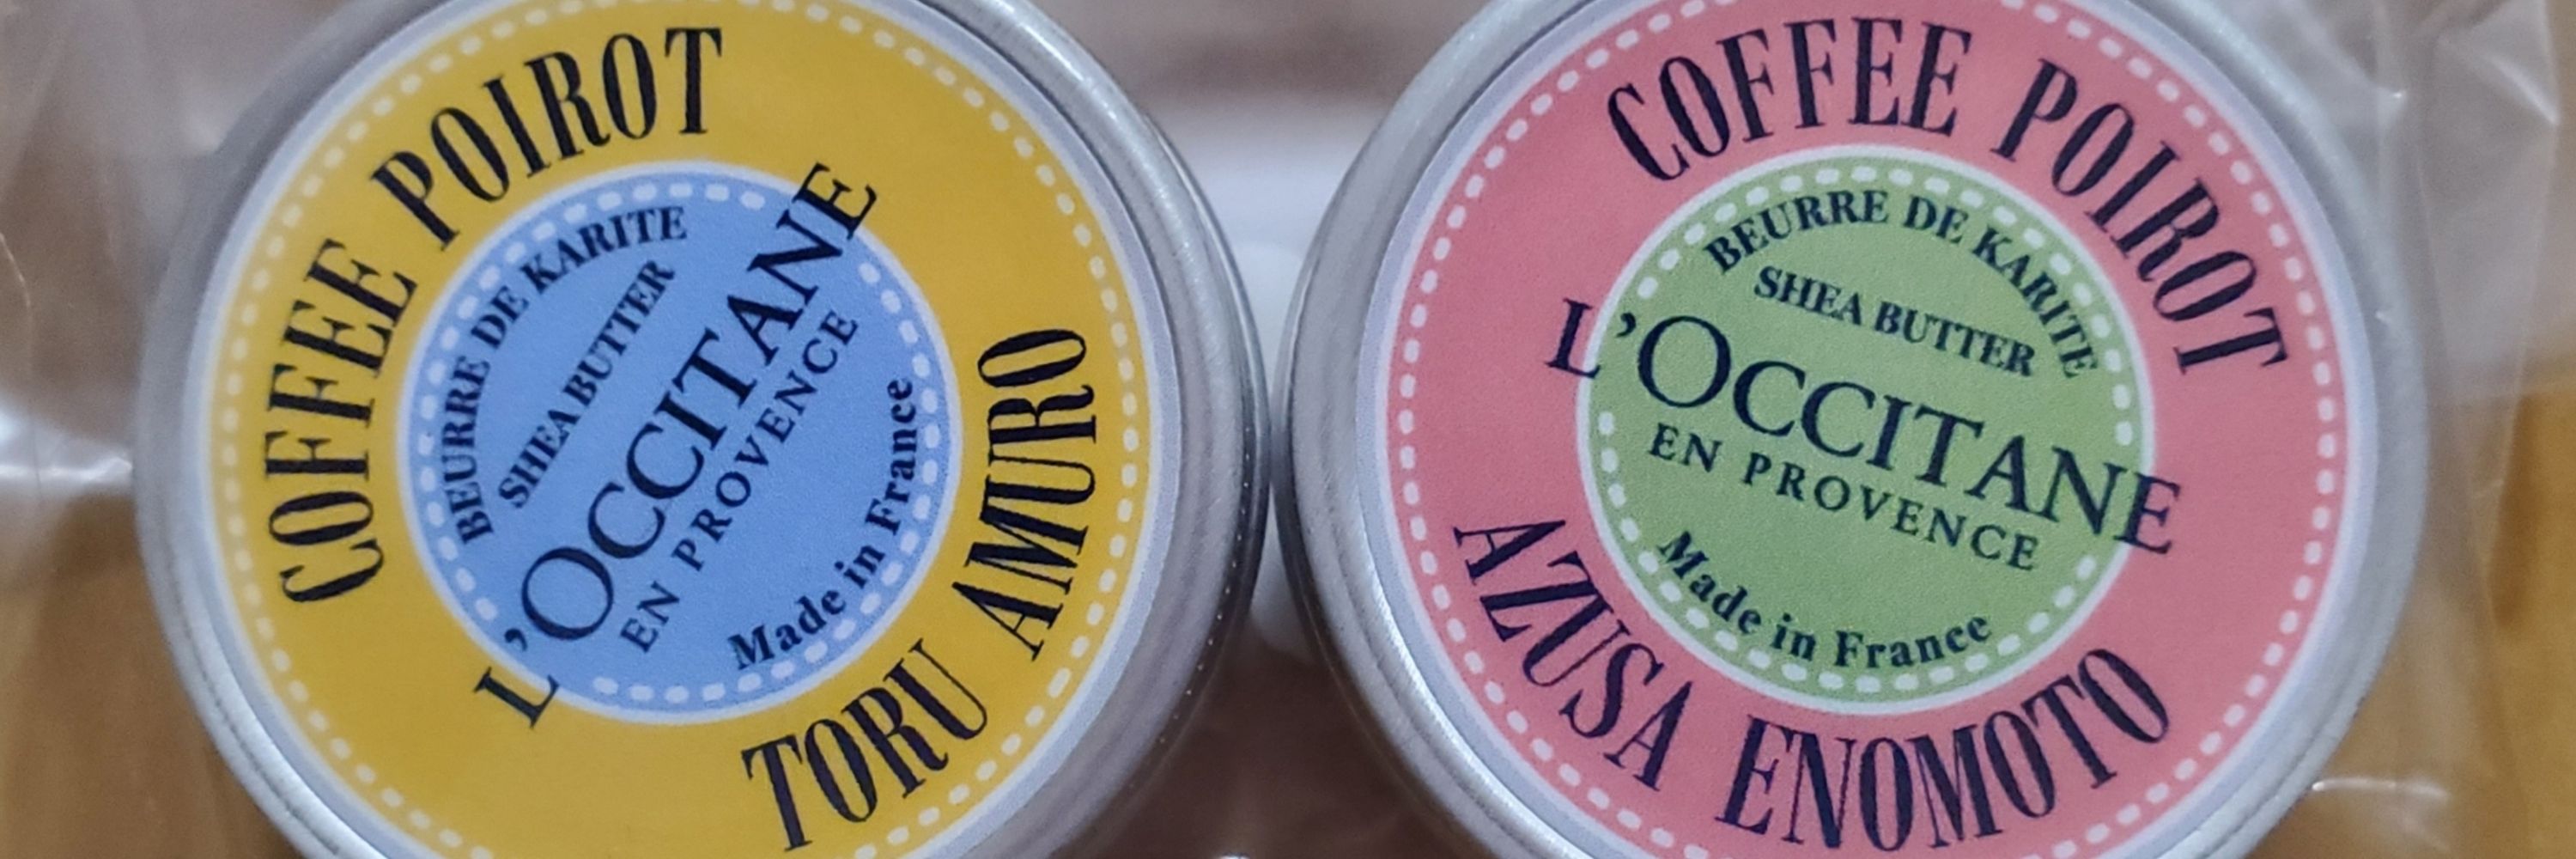 COFFEE POIROT
BEURRE DE KARITE
SHEA BUTTER
L'OCCITANE
EN PROVENCE
Made in France
TORU AMURO
COFFEE POIROT
BEURRE DE KARITE
SHEA BUTTER
L'OCCITANE
EN PROVENCE
Made in France
AZUSA ENOMOTO